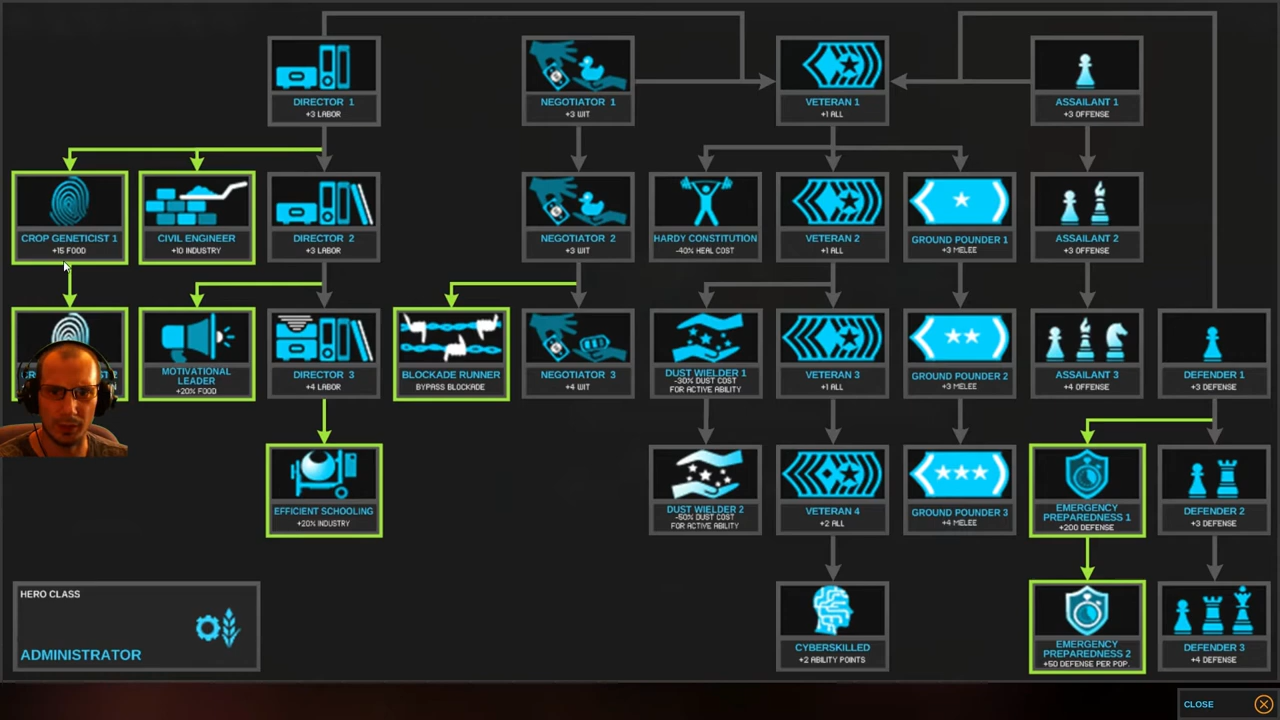 DIRECTOR 1
+3 LABOR
NEGOTIATOR 1
+3 WIT
VETERAN 1
+1 ALL
ASSAILANT 1
+3 OFFENSE
CROP GENETICIST 1
+15 FOOD
CIVIL ENGINEER
+10 INDUSTRY
DIRECTOR 2
+3 LABOR
NEGOTIATOR 2
+3 WIT
HARDY CONSTITUTION
-40% HEAL COST
VETERAN 2
+1 ALL
GROUND POUNDER 1
+3 MELEE
ASSAILANT 2
+3 OFFENSE
MOTIVATIONAL
LEADER
+20% FOOD
DIRECTOR 3
+4 LABOR
BLOCKADE RUNNER
BYPASS BLOCKADE
NEGOTIATOR 3
+4 WIT
DUST WIELDER 1
-30% DUST COST
FOR ACTIVE ABILITY
VETERAN 3
+1 ALL
GROUND POUNDER 2
+3 MELEE
ASSAILANT 3
+4 OFFENSE
DEFENDER 1
+3 DEFENSE
EFFICIENT SCHOOLING
+20% INDUSTRY
DUST WIELDER 2
-50% DUST COST
FOR ACTIVE ABILITY
VETERAN 4
+2 ALL
GROUND POUNDER 3
+4 MELEE
EMERGENCY
PREPAREDNESS 1
+200 DEFENSE
DEFENDER 2
+3 DEFENSE
HERO CLASS
ADMINISTRATOR
CYBERSKILLED
+2 ABILITY POINTS
EMERGENCY
PREPAREDNESS 2
+50 DEFENSE PER POP.
DEFENDER 3
+4 DEFENSE
CLOSE